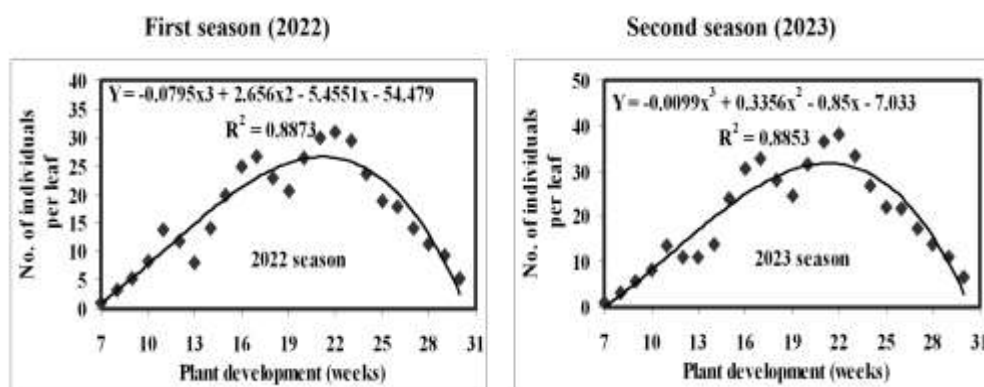 First season (2022)
Second season (2023)
No. of individuals
per leaf
40
35
30
25
20
15
10
5
0
Y = -0.0795x3 + 2.656x2 - 5.4551x - 54.479
R² = 0.8873
2022 season
7 10 13 16 19 22 25 28 31
Plant development (weeks)
No. of individuals
per leaf
50
40
30
20
10
0
Y = -0.0099x³ + 0.3356x² - 0.85x - 7.033
R² = 0.8853
2023 season
7 10 13 16 19 22 25 28 31
Plant development (weeks)